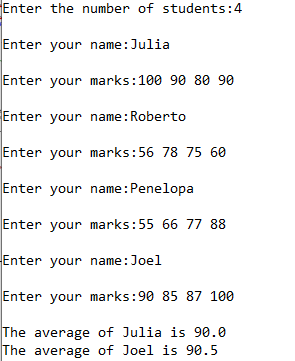 Enter the number of students:4
Enter your name:Julia
Enter your marks:100 90 80 90
Enter your name:Roberto
Enter your marks:56 78 75 60
Enter your name:Penelopa
Enter your marks:55 66 77 88
Enter your name:Joel
Enter your marks:90 85 87 100
The average of Julia is 90.0
The average of Joel is 90.5